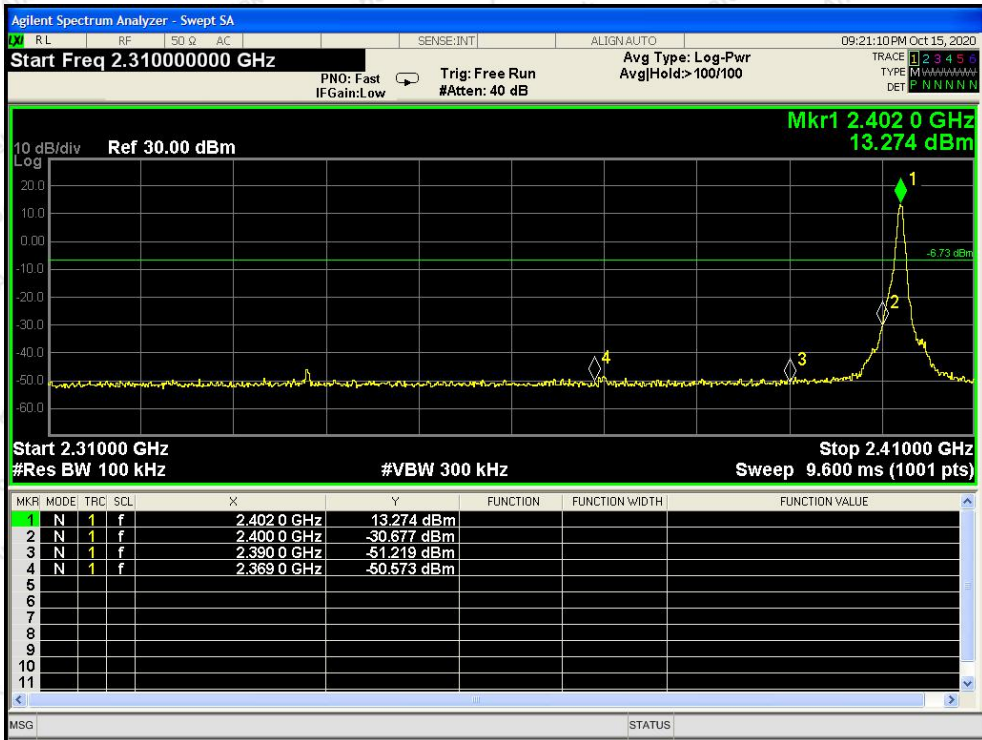 Agilent Spectrum Analyzer - Swept SA
LXI RL RF 50 Ω AC SENSE:INT ALIGN AUTO 09:21:10 PM Oct 15, 2020
Start Freq 2.310000000 GHz
PNO: Fast
IFGain:Low
Trig: Free Run
#Atten: 40 dB
Avg Type: Log-Pwr
Avg|Hold:>100/100
TRACE 1 2 3 4 5 6
TYPE M WWWWW
DET P N N N N N
Mkr1 2.402 0 GHz
13.274 dBm
10 dB/div Ref 30.00 dBm
Log
20.0
10.0
0.00
-10.0
-20.0
-30.0
-40.0
-50.0
-60.0
1
-6.73 dBm
2
3
4
Start 2.31000 GHz Stop 2.41000 GHz
#Res BW 100 kHz #VBW 300 kHz Sweep 9.600 ms (1001 pts)
MKR MODE TRC SCL X Y FUNCTION FUNCTION WIDTH FUNCTION VALUE
1 N 1 f 2.402 0 GHz 13.274 dBm
2 N 1 f 2.400 0 GHz -30.677 dBm
3 N 1 f 2.390 0 GHz -51.219 dBm
4 N 1 f 2.369 0 GHz -50.573 dBm
5
6
7
8
9
10
11
MSG STATUS